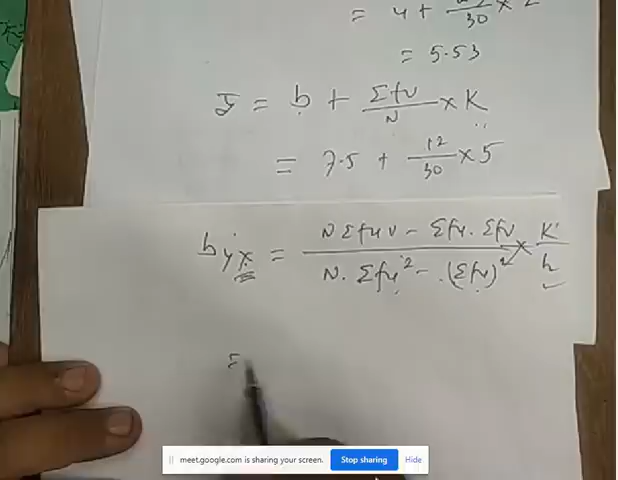 = 4 + /30 × 2
= 5.53
ȳ = b + Σfv/N × K
= 7.5 + 12/30 × 5
byx = NΣfuv - Σfu. Σfv / N. Σfu² - (Σfu)² × K/h
=
meet.google.com is sharing your screen. Stop sharing Hide